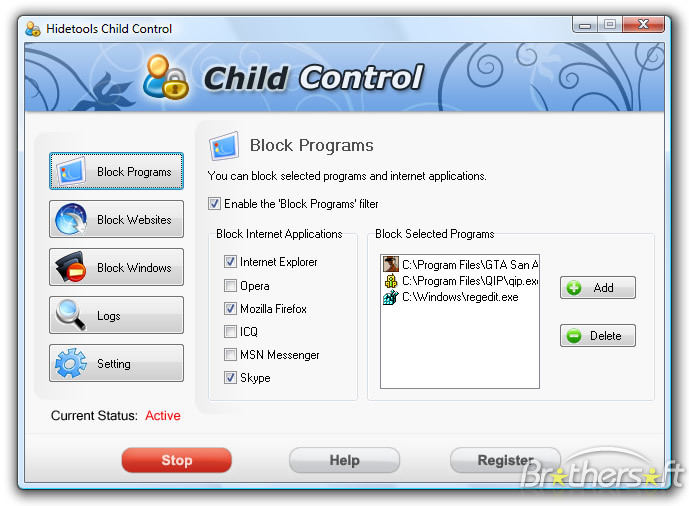 Hidetools Child Control
Child Control
Block Programs
Block Websites
Block Windows
Logs
Setting
Current Status: Active
Block Programs
You can block selected programs and internet applications.
Enable the 'Block Programs' filter
Block Internet Applications
Internet Explorer
Opera
Mozilla Firefox
ICQ
MSN Messenger
Skype
Block Selected Programs
C:\Program Files\GTA San A
C:\Program Files\QIP\qip.exe
C:\Windows\regedit.exe
Add
Delete
Stop
Help
Register
Brothersoft